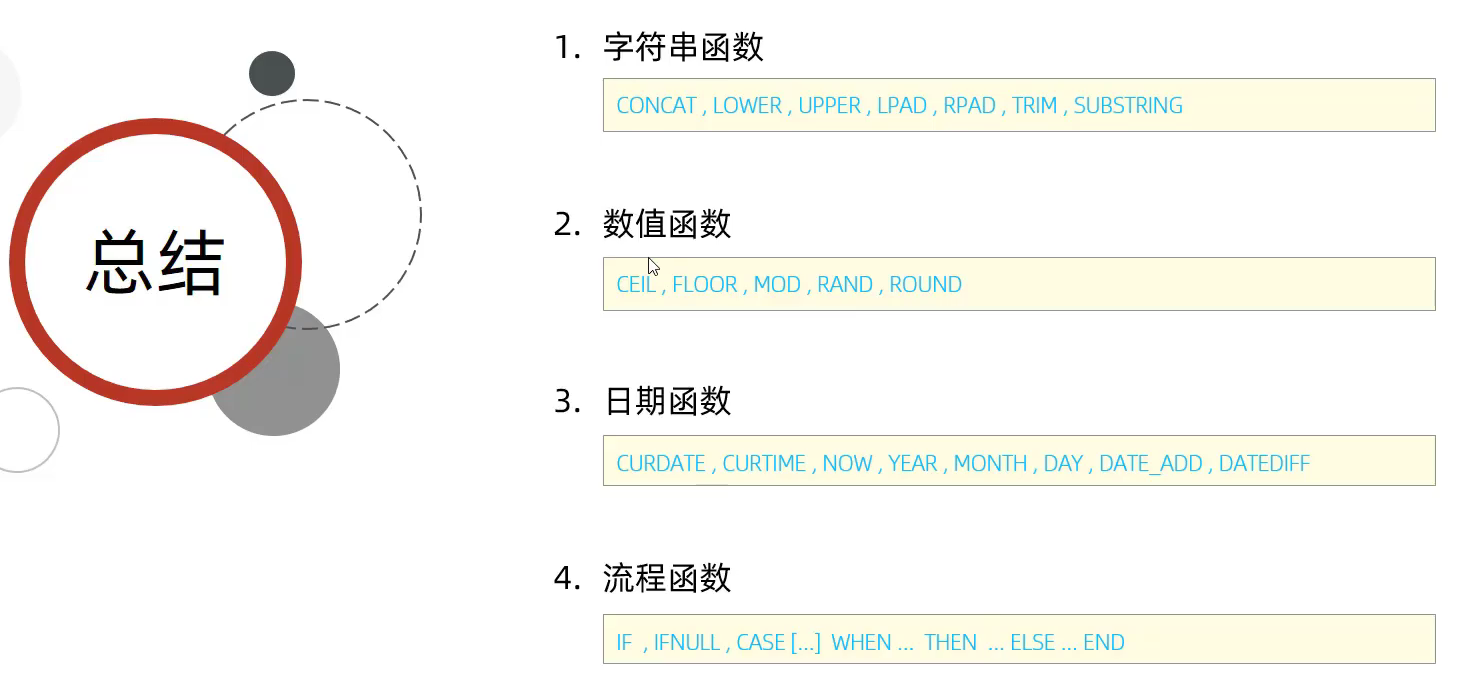 总结
1. 字符串函数
CONCAT , LOWER , UPPER , LPAD , RPAD , TRIM , SUBSTRING
2. 数值函数
CEIL , FLOOR , MOD , RAND , ROUND
3. 日期函数
CURDATE , CURTIME , NOW , YEAR , MONTH , DAY , DATE_ADD , DATEDIFF
4. 流程函数
IF , IFNULL , CASE [...] WHEN ... THEN ... ELSE ... END